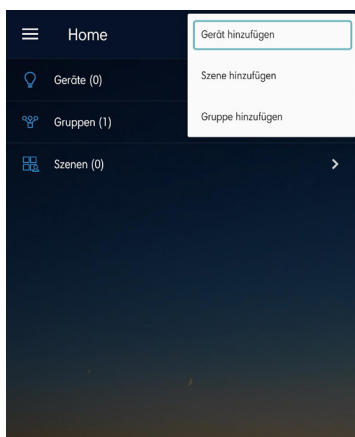 Home
Gerät hinzufügen
Geräte (0)
Szene hinzufügen
Gruppen (1)
Gruppe hinzufügen
Szenen (0)